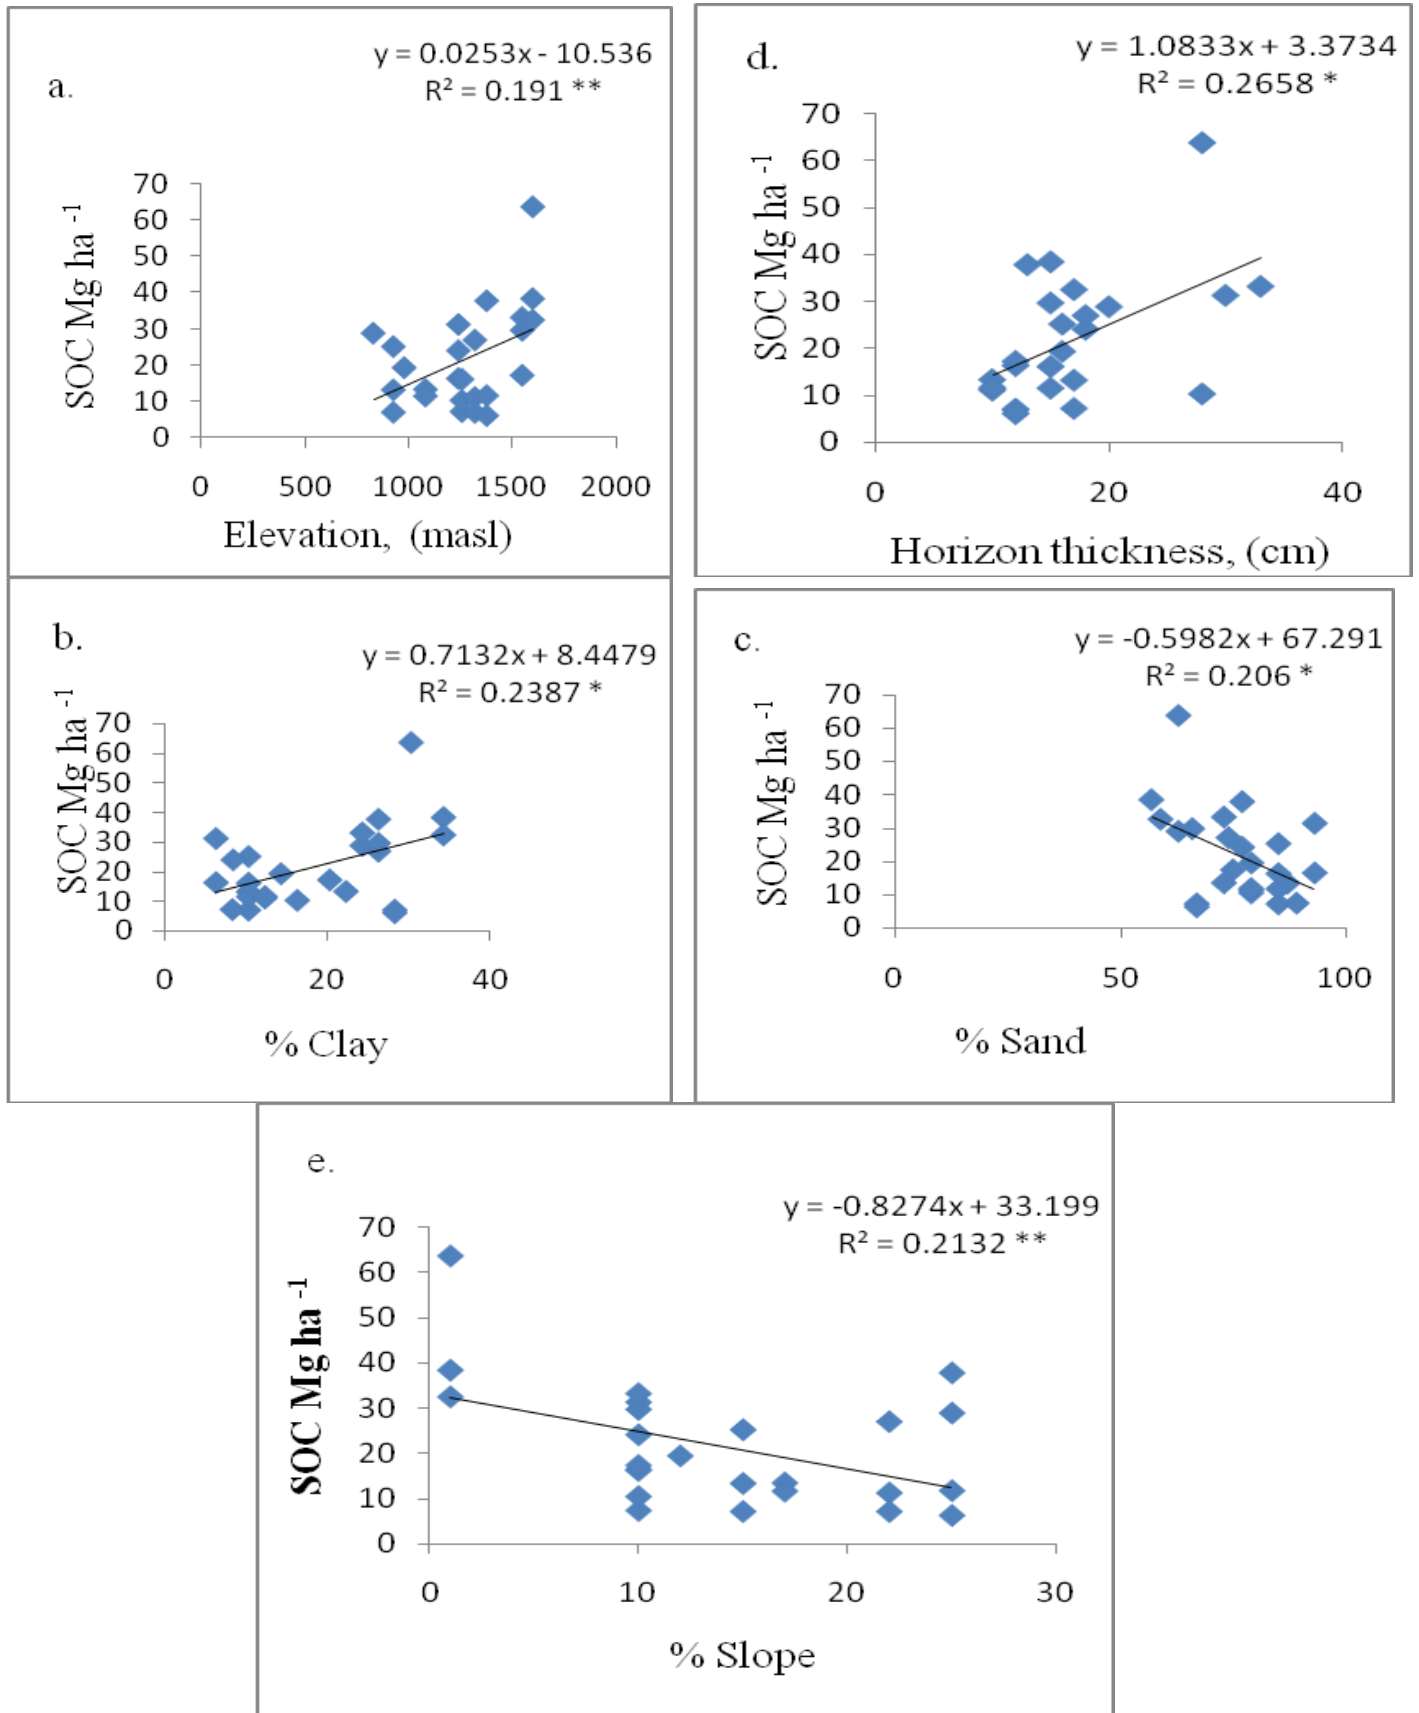 a.
y = 0.0253x - 10.536
R² = 0.191 **
SOC Mg ha -1
70
60
50
40
30
20
10
0
0 500 1000 1500 2000
Elevation, (masl)
d.
y = 1.0833x + 3.3734
R² = 0.2658 *
SOC Mg ha -1
70
60
50
40
30
20
10
0
0 20 40
Horizon thickness, (cm)
b.
y = 0.7132x + 8.4479
R² = 0.2387 *
SOC Mg ha -1
70
60
50
40
30
20
10
0
0 20 40
% Clay
c.
y = -0.5982x + 67.291
R² = 0.206 *
SOC Mg ha -1
70
60
50
40
30
20
10
0
0 50 100
% Sand
e.
y = -0.8274x + 33.199
R² = 0.2132 **
SOC Mg ha -1
70
60
50
40
30
20
10
0
0 10 20 30
% Slope